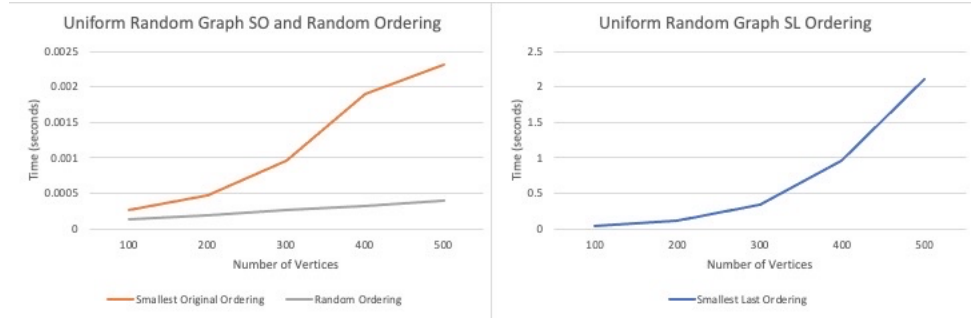 Uniform Random Graph SO and Random Ordering
0.0025
0.002
0.0015
0.001
0.0005
0
Time (seconds)
100 200 300 400 500
Number of Vertices
Smallest Original Ordering Random Ordering
Uniform Random Graph SL Ordering
2.5
2
1.5
1
0.5
0
Time (seconds)
100 200 300 400 500
Number of Vertices
Smallest Last Ordering